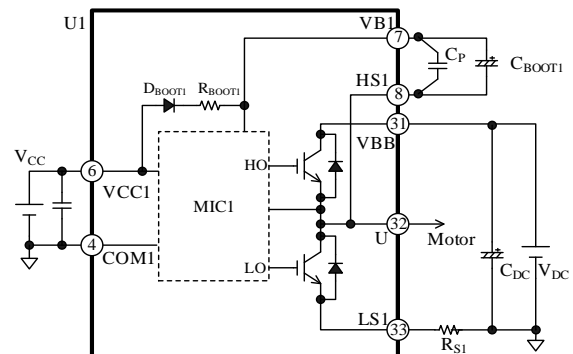 U1
VB1
7
CP
CBOOT1
HS1
8
DBOOT1
RBOOT1
31
VBB
VCC
6
VCC1
HO
MIC1
32
U
Motor
4
COM1
LO
CDC
VDC
LS1
33
RS1